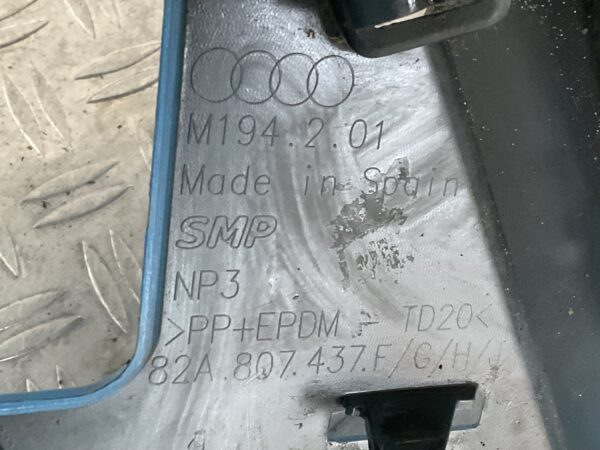 M194.2.01
Made in Spain
SMP
NP3
>PP+EPDM - TD20<
82A.807.437.F/G/H/J